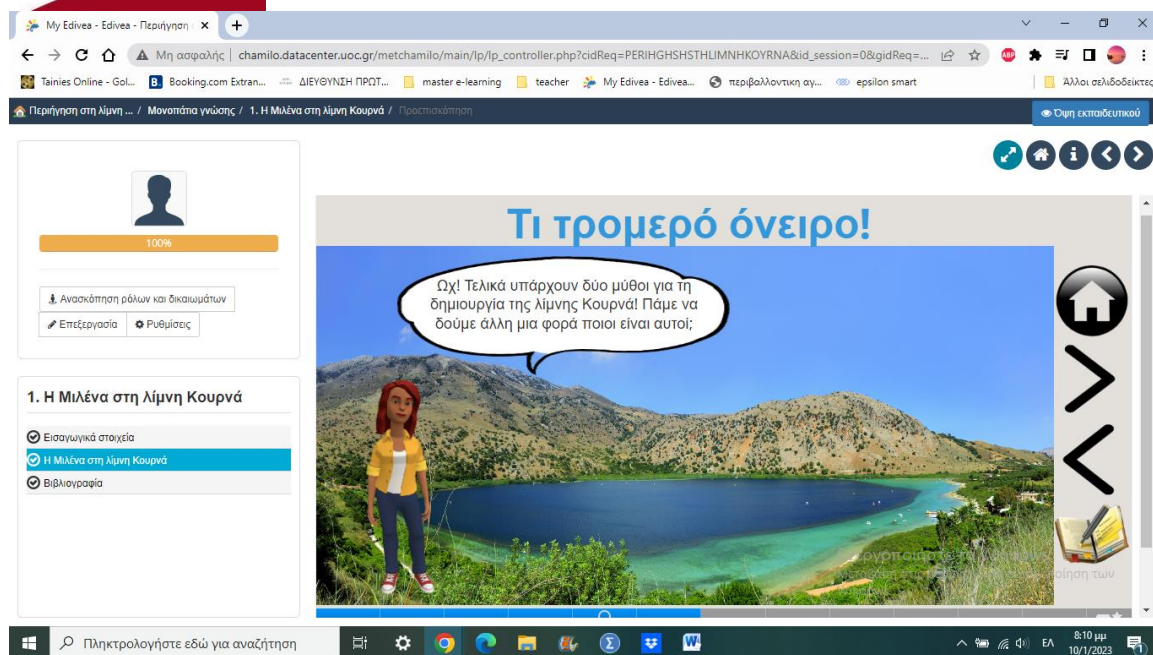 My Edivea - Edivea - Περιήγηση
Μη ασφαλής | chamilo.datacenter.uoc.gr/metchamilo/main/lp/lp_controller.php?cidReq=PERIHGHSHSTHLIMNHKOYRNA&id_session=0&gidReq=...
Tainies Online - Gol... Booking.com Extran... ΔΙΕΥΘΥΝΣΗ ΠΡΩΤ... master e-learning teacher My Edivea - Edivea... περιβαλλοντικη αγ... epsilon smart Άλλοι σελιδοδείκτες
Περιήγηση στη λίμνη ... / Μονοπάτια γνώσης / 1. Η Μιλένα στη λίμνη Κουρνά / Προεπισκόπηση
Όψη εκπαιδευτικού
100%
Ανασκόπηση ρόλων και δικαιωμάτων
Επεξεργασία Ρυθμίσεις
1. Η Μιλένα στη λίμνη Κουρνά
Εισαγωγικά στοιχεία
Η Μιλένα στη λίμνη Κουρνά
Βιβλιογραφία
Τι τρομερό όνειρο!
Ωχ! Τελικά υπάρχουν δύο μύθοι για τη
δημιουργία της λίμνης Κουρνά! Πάμε να
δούμε άλλη μια φορά ποιοι είναι αυτοί;
Πληκτρολογήστε εδώ για αναζήτηση
ΕΛ
8:10 μμ
10/1/2023